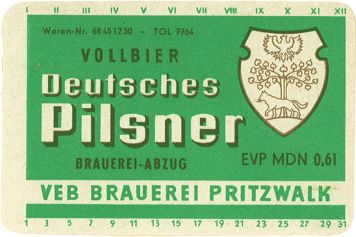 II III IV V VI VII VIII IX X XI XII
Waren-Nr. 68451230 - TGL 7764
VOLLBIER
Deutsches
Pilsner
BRAUEREI-ABZUG
EVP MDN 0,61
VEB BRAUEREI PRITZWALK
1 3 5 7 9 11 13 15 17 19 21 23 25 27 29 31